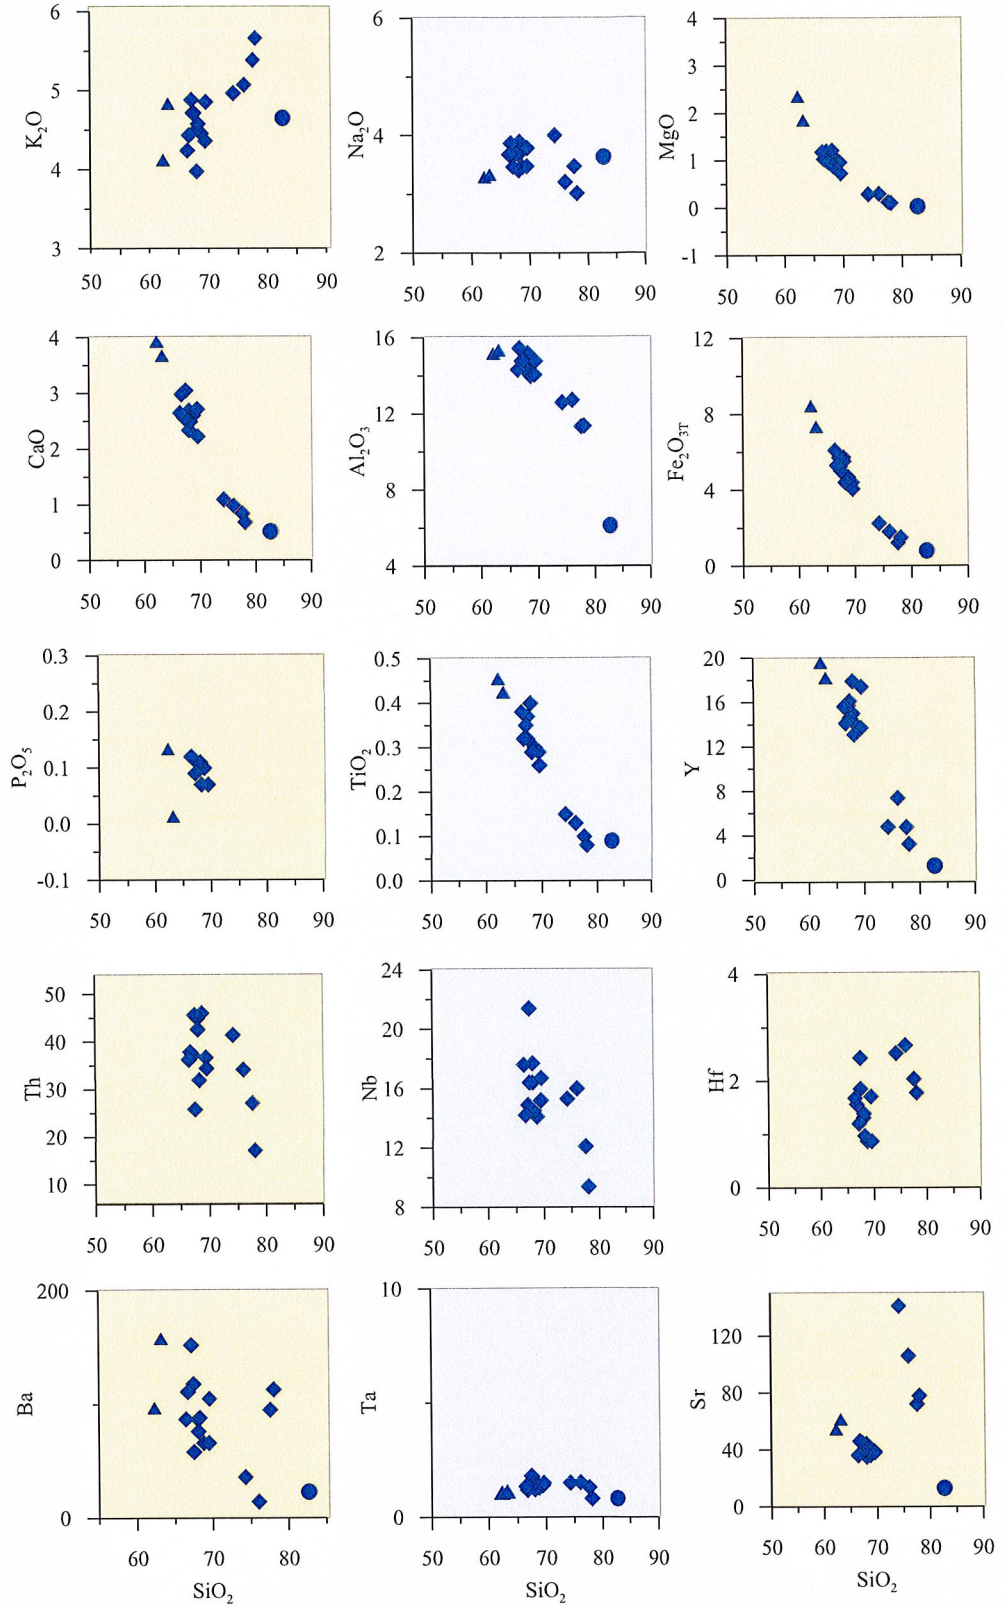 6
5
4
3
K₂O
50 60 70 80 90
6
4
2
Na₂O
50 60 70 80 90
4
3
2
1
0
-1
MgO
50 60 70 80 90
4
3
2
1
0
CaO
50 60 70 80 90
16
12
8
4
Al₂O₃
50 60 70 80 90
12
8
4
0
Fe₂O₃T
50 60 70 80 90
0.3
0.2
0.1
0.0
-0.1
P₂O₅
50 60 70 80 90
0.5
0.4
0.3
0.2
0.1
0.0
TiO₂
50 60 70 80 90
20
16
12
8
4
0
Y
50 60 70 80 90
50
40
30
20
10
Th
50 60 70 80 90
24
20
16
12
8
Nb
50 60 70 80 90
4
2
0
Hf
50 60 70 80 90
200
100
0
Ba
60 70 80
SiO₂
10
0
Ta
50 60 70 80 90
SiO₂
120
80
40
0
Sr
50 60 70 80 90
SiO₂